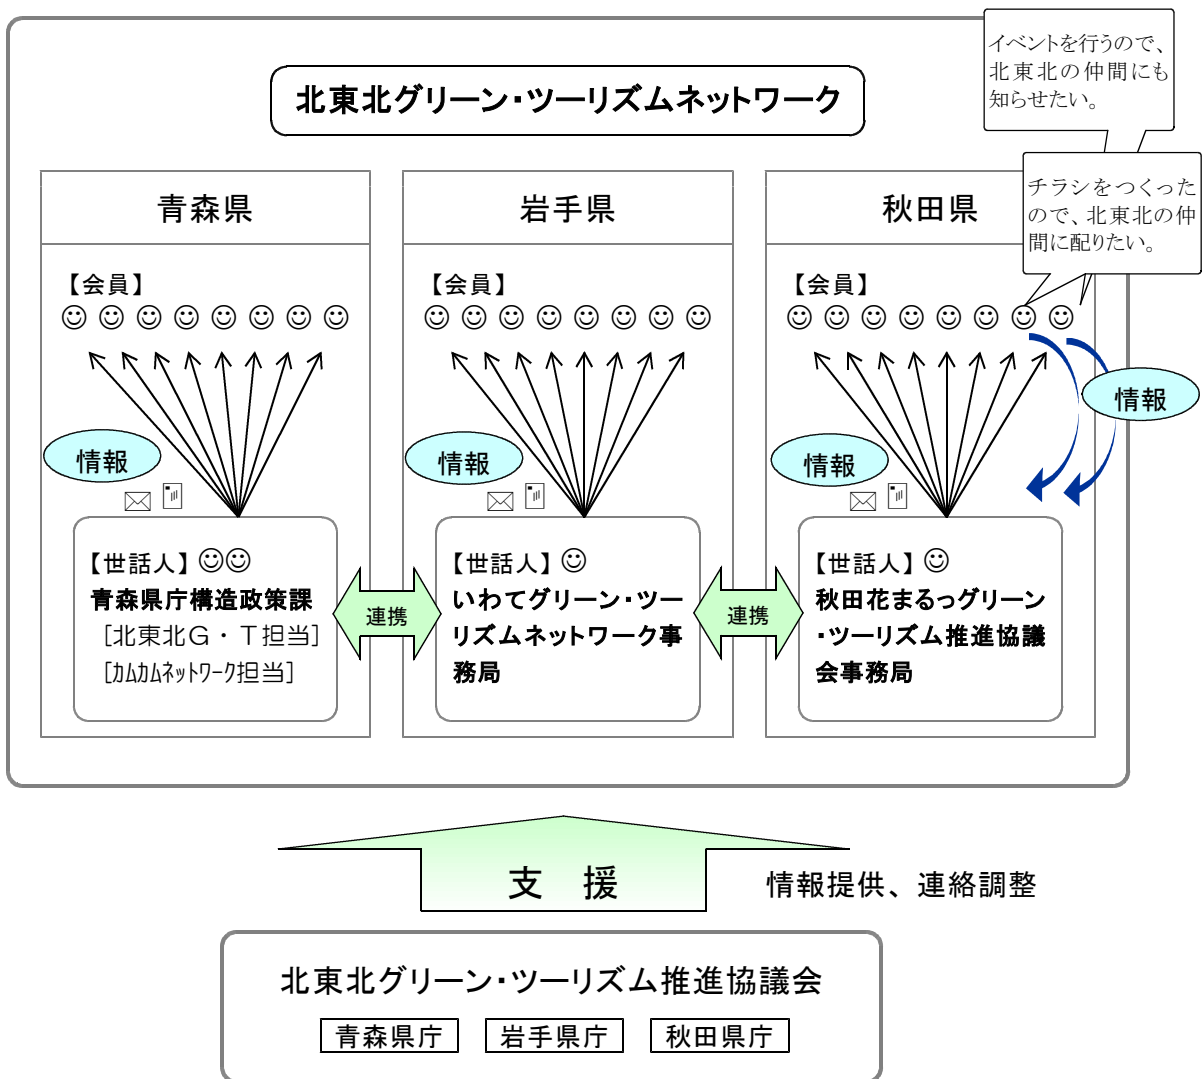 イベントを行うので、
北東北の仲間にも
知らせたい。
北東北グリーン・ツーリズムネットワーク
チラシをつくった
ので、北東北の仲
間に配りたい。
青森県
岩手県
秋田県
【会員】
【会員】
【会員】
情報
情報
情報
情報
【世話人】
青森県庁構造政策課
［北東北Ｇ・Ｔ担当］
［ｶﾑｶﾑﾈｯﾄﾜｰｸ担当］
連携
【世話人】
いわてグリーン・ツー
リズムネットワーク事
務局
連携
【世話人】
秋田花まるっグリーン
・ツーリズム推進協議
会事務局
支　援
情報提供、連絡調整
北東北グリーン・ツーリズム推進協議会
青森県庁
岩手県庁
秋田県庁